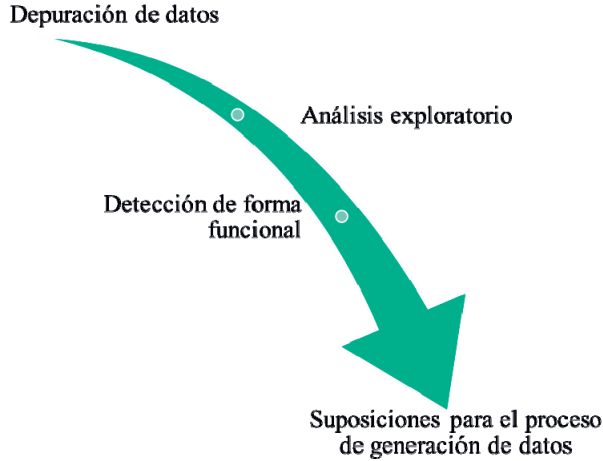 Depuración de datos
Análisis exploratorio
Detección de forma
funcional
Suposiciones para el proceso
de generación de datos